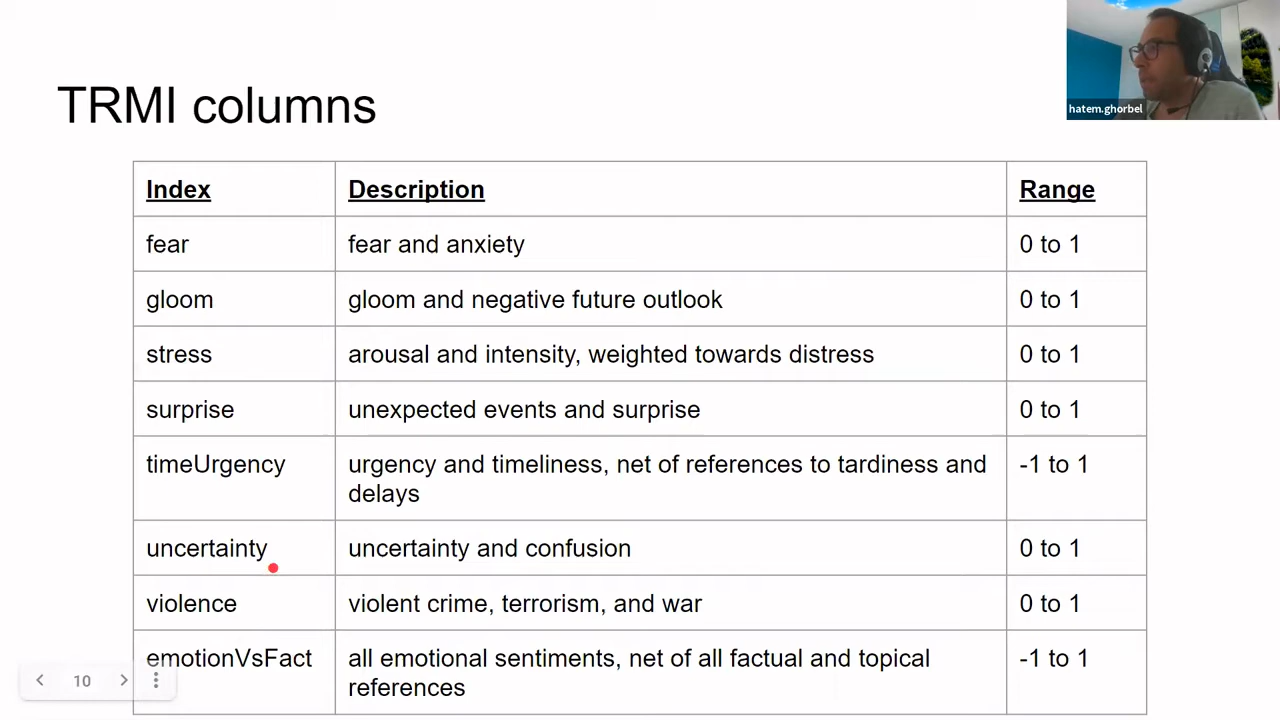 hatem.ghorbel
TRMI columns
Index Description Range
fear fear and anxiety 0 to 1
gloom gloom and negative future outlook 0 to 1
stress arousal and intensity, weighted towards distress 0 to 1
surprise unexpected events and surprise 0 to 1
timeUrgency urgency and timeliness, net of references to tardiness and -1 to 1
delays
uncertainty uncertainty and confusion 0 to 1
violence violent crime, terrorism, and war 0 to 1
emotionVsFact all emotional sentiments, net of all factual and topical -1 to 1
references
10